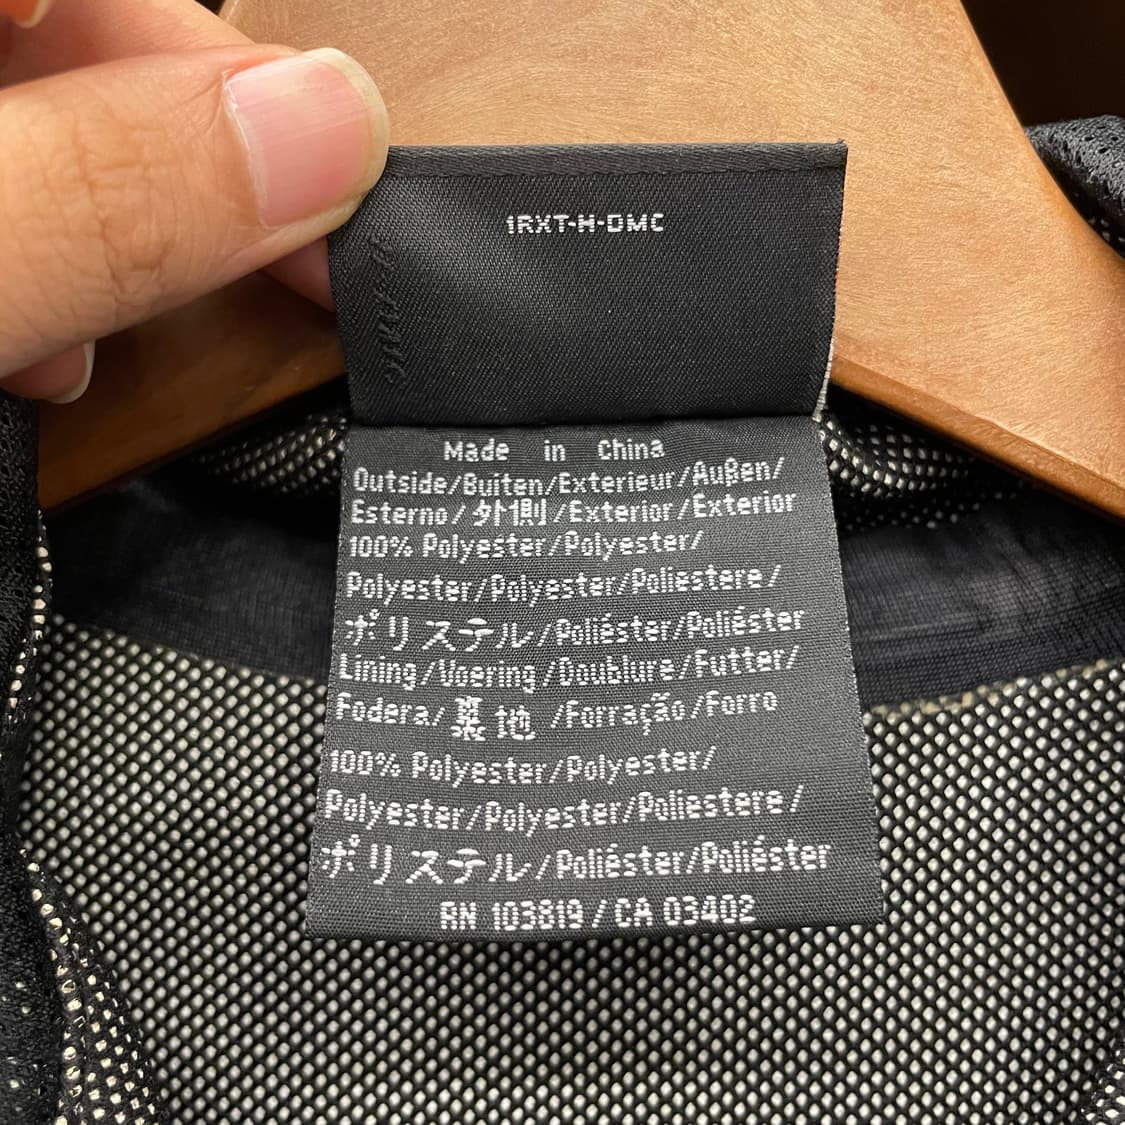 1RXT-H-DMC
Made in China
Outside/Buiten/Exterieur/Außen/
Esterno/外側/Exterior/Exterior
100% Polyester/Polyester/
Polyester/Polyester/Poliestere/
ポリステル/Poliéster/Poliéster
Lining/Voering/Doublure/Futter/
Fodera/裏地/Forração/Forro
100% Polyester/Polyester/
Polyester/Polyester/Poliestere/
ポリステル/Poliéster/Poliéster
RN 103819/CA 03402